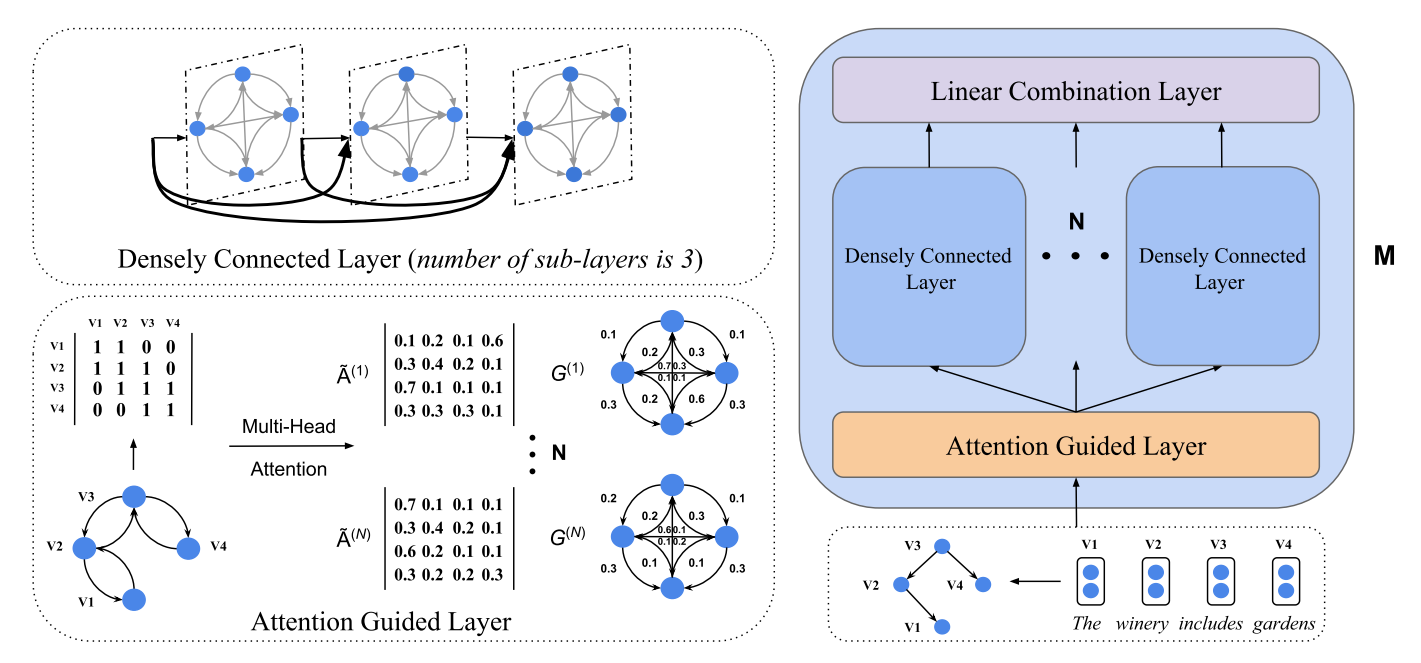 Densely Connected Layer (number of sub-layers is 3)
V1 V2 V3 V4
V1 1 1 0 0
V2 1 1 1 0
V3 0 1 1 1
V4 0 0 1 1
V3
V2
V4
V1
Multi-Head
Attention
Ã(1)
0.1 0.2 0.1 0.6
0.3 0.4 0.2 0.1
0.7 0.1 0.1 0.1
0.3 0.3 0.3 0.1
N
Ã(N)
0.7 0.1 0.1 0.1
0.3 0.4 0.2 0.1
0.6 0.2 0.1 0.1
0.3 0.2 0.2 0.3
G(1)
0.1 0.1
0.2 0.3
0.7 0.3
0.1 0.1
0.2 0.6
0.3 0.3
G(N)
0.2 0.1
0.2 0.3
0.6 0.1
0.1 0.2
0.1 0.1
0.3 0.3
Attention Guided Layer
Linear Combination Layer
Densely Connected
Layer
N
Densely Connected
Layer
M
Attention Guided Layer
V3
V2 V4
V1
V1 V2 V3 V4
The winery includes gardens